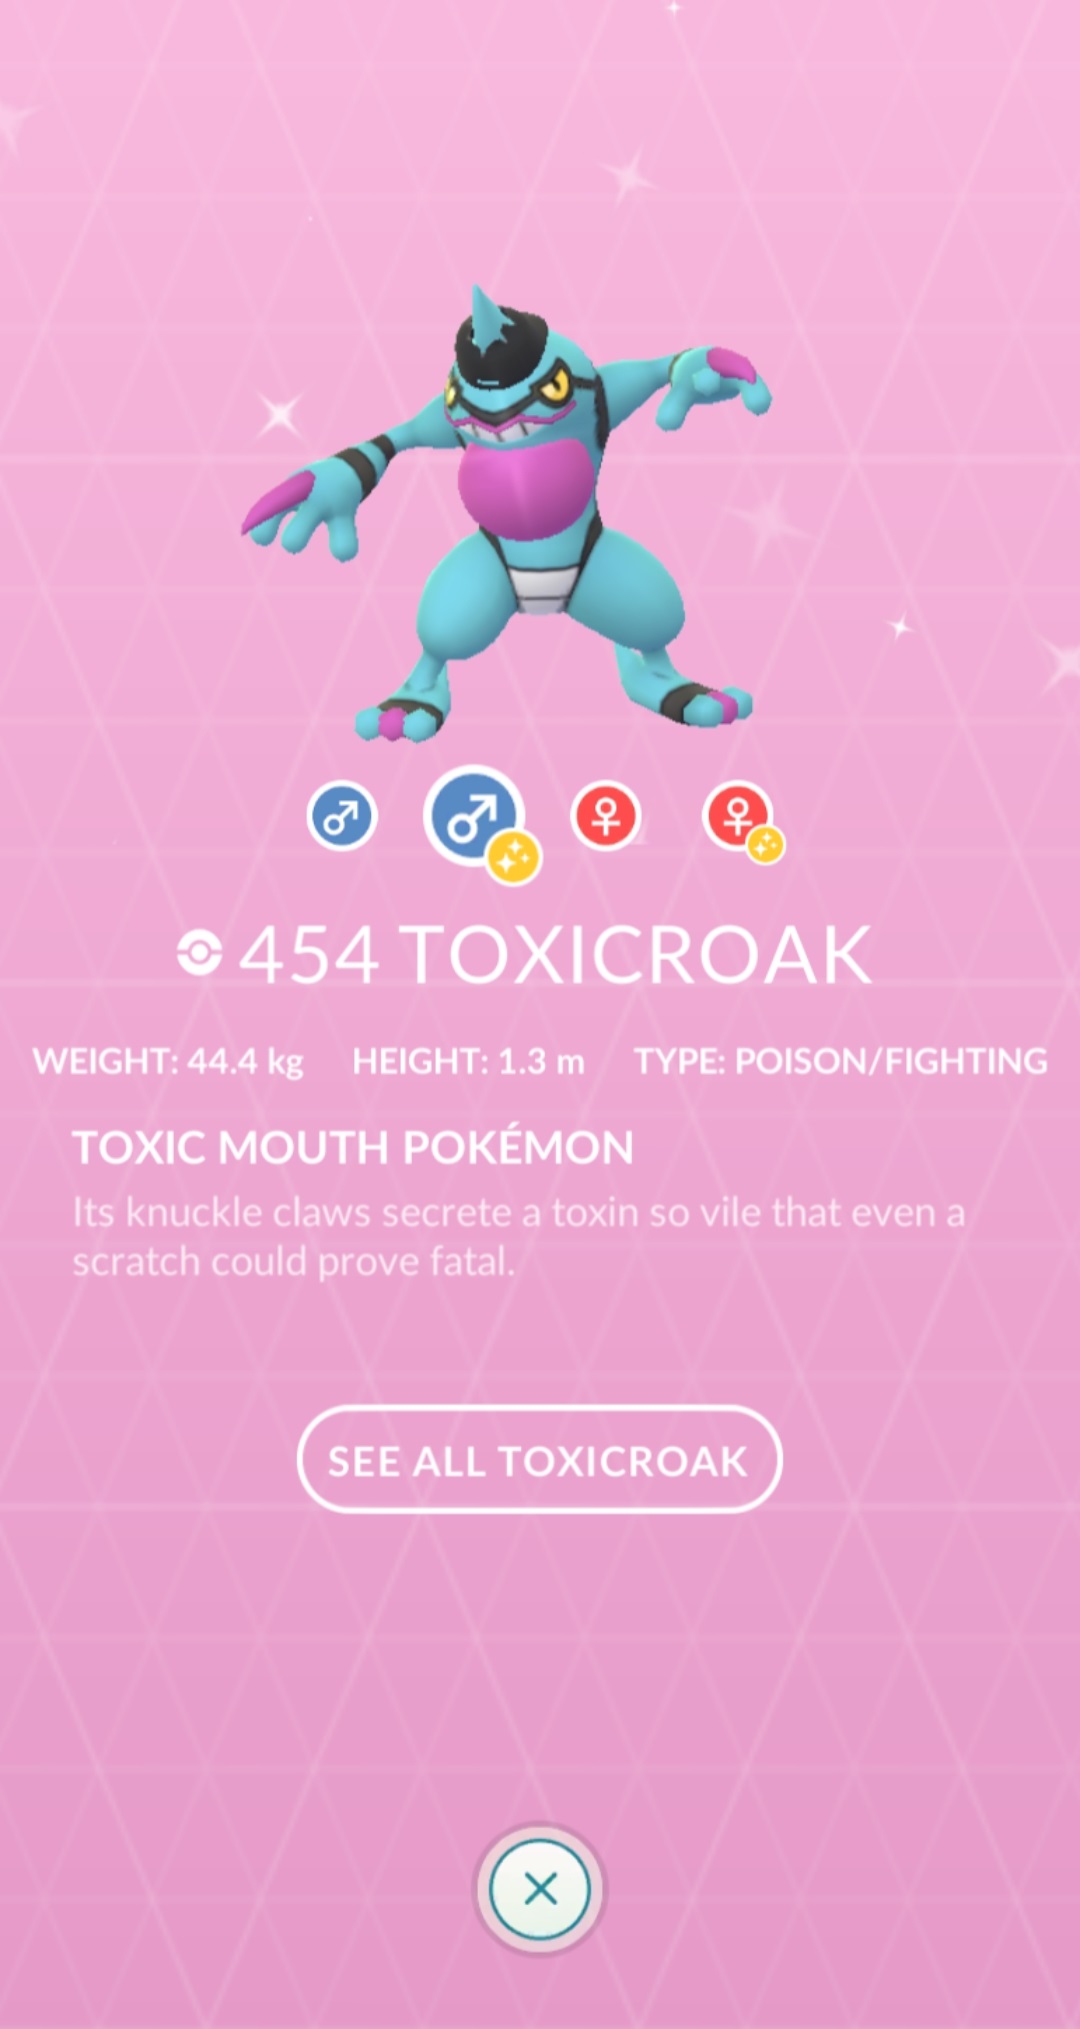 454 TOXICROAK
WEIGHT: 44.4 kg HEIGHT: 1.3 m TYPE: POISON/FIGHTING
TOXIC MOUTH POKÉMON
Its knuckle claws secrete a toxin so vile that even a
scratch could prove fatal.
SEE ALL TOXICROAK